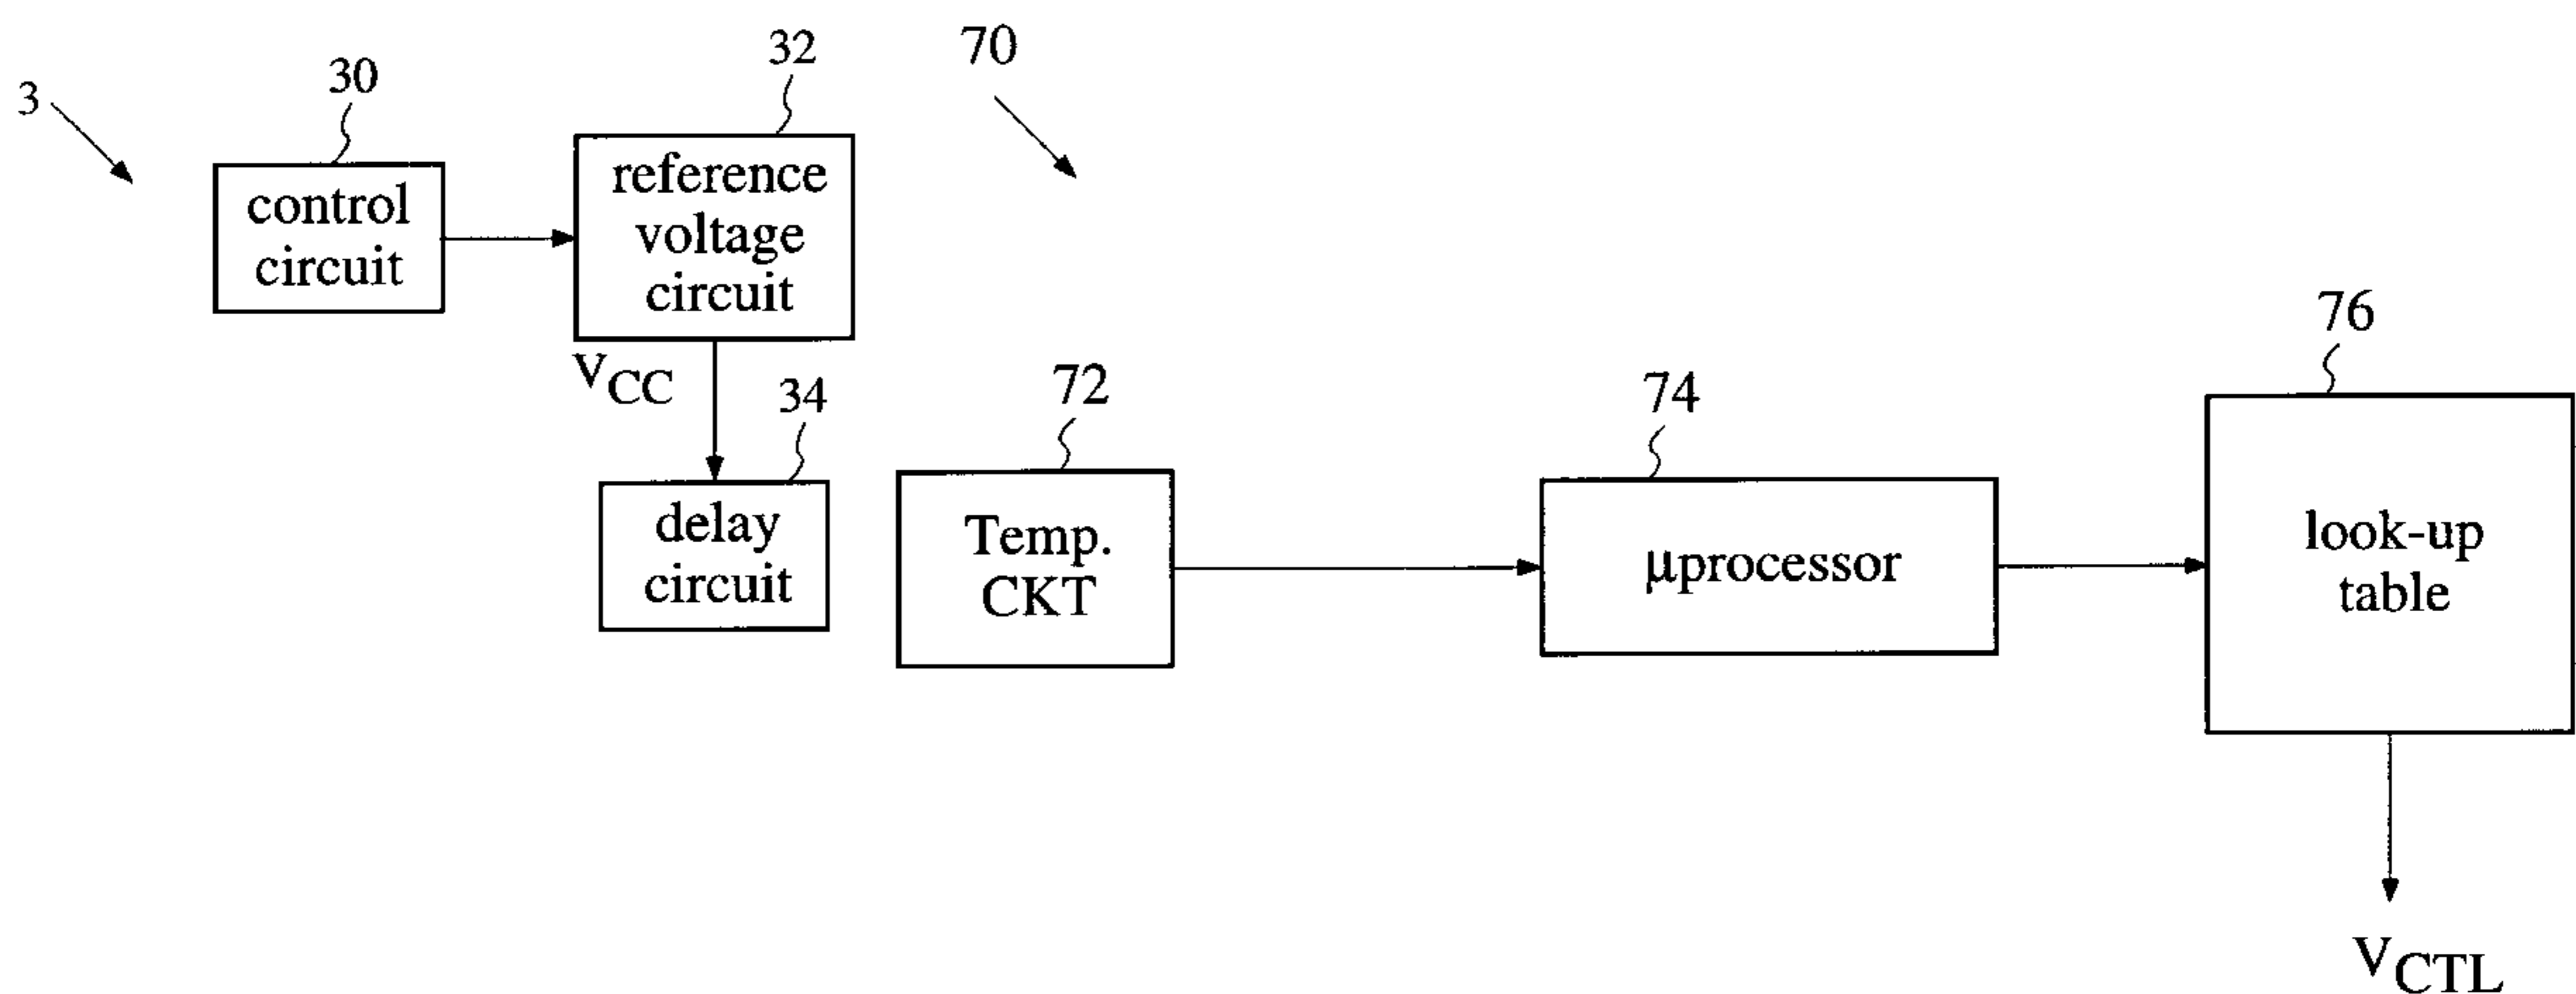 3
30
control
circuit
32
reference
voltage
circuit
VCC
34
delay
circuit
70
72
Temp.
CKT
74
μprocessor
76
look-up
table
VCTL